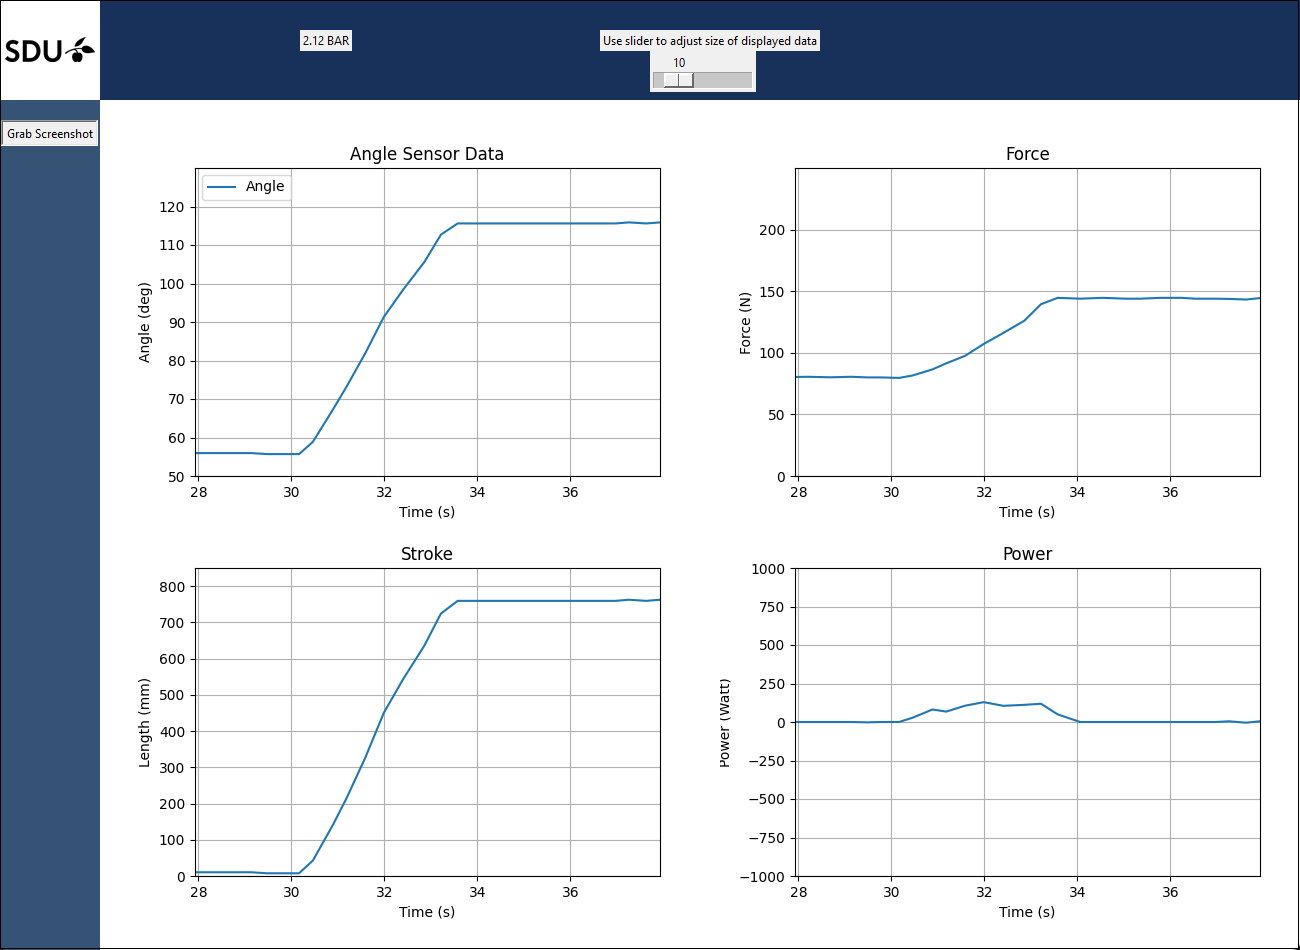 SDU
2.12 BAR
Use slider to adjust size of displayed data
10
Grab Screenshot
Angle Sensor Data
Angle
120
110
100
90
80
70
60
50
Angle (deg)
28 30 32 34 36
Time (s)
Force
200
150
100
50
0
Force (N)
28 30 32 34 36
Time (s)
Stroke
800
700
600
500
400
300
200
100
0
Length (mm)
28 30 32 34 36
Time (s)
Power
1000
750
500
250
0
−250
−500
−750
−1000
Power (Watt)
28 30 32 34 36
Time (s)